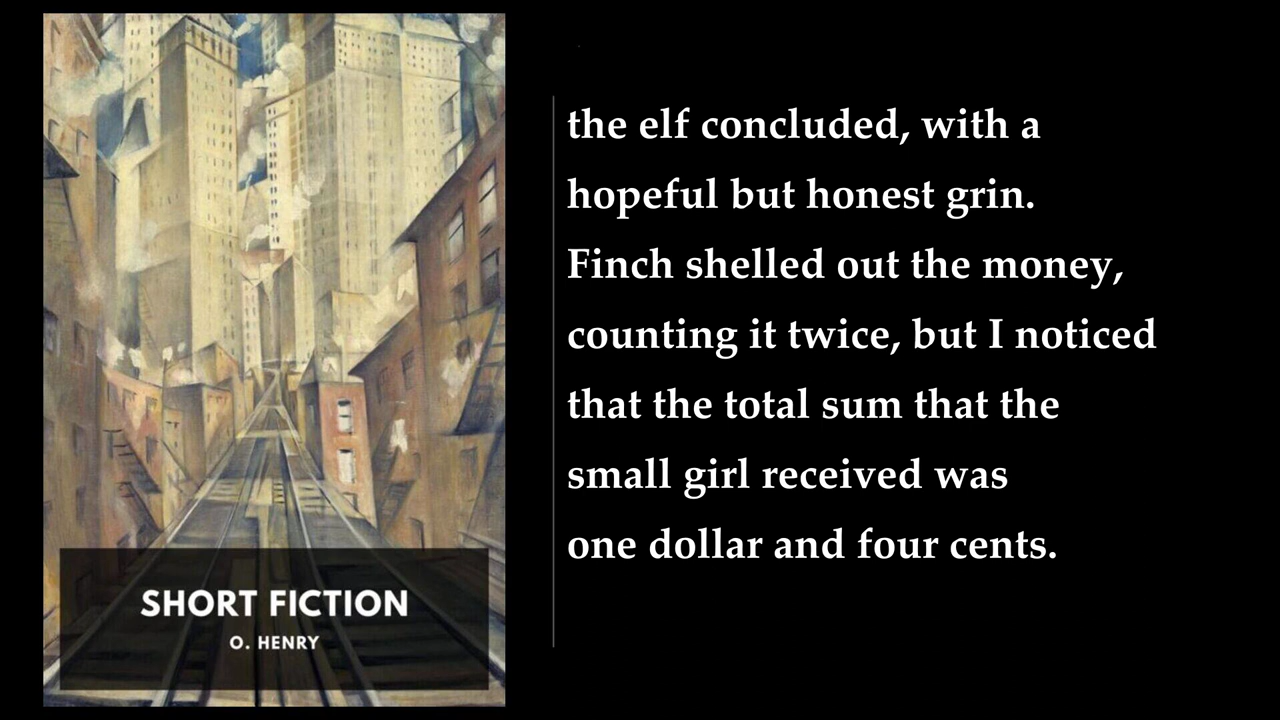 SHORT FICTION
O. HENRY
the elf concluded, with a
hopeful but honest grin.
Finch shelled out the money,
counting it twice, but I noticed
that the total sum that the
small girl received was
one dollar and four cents.